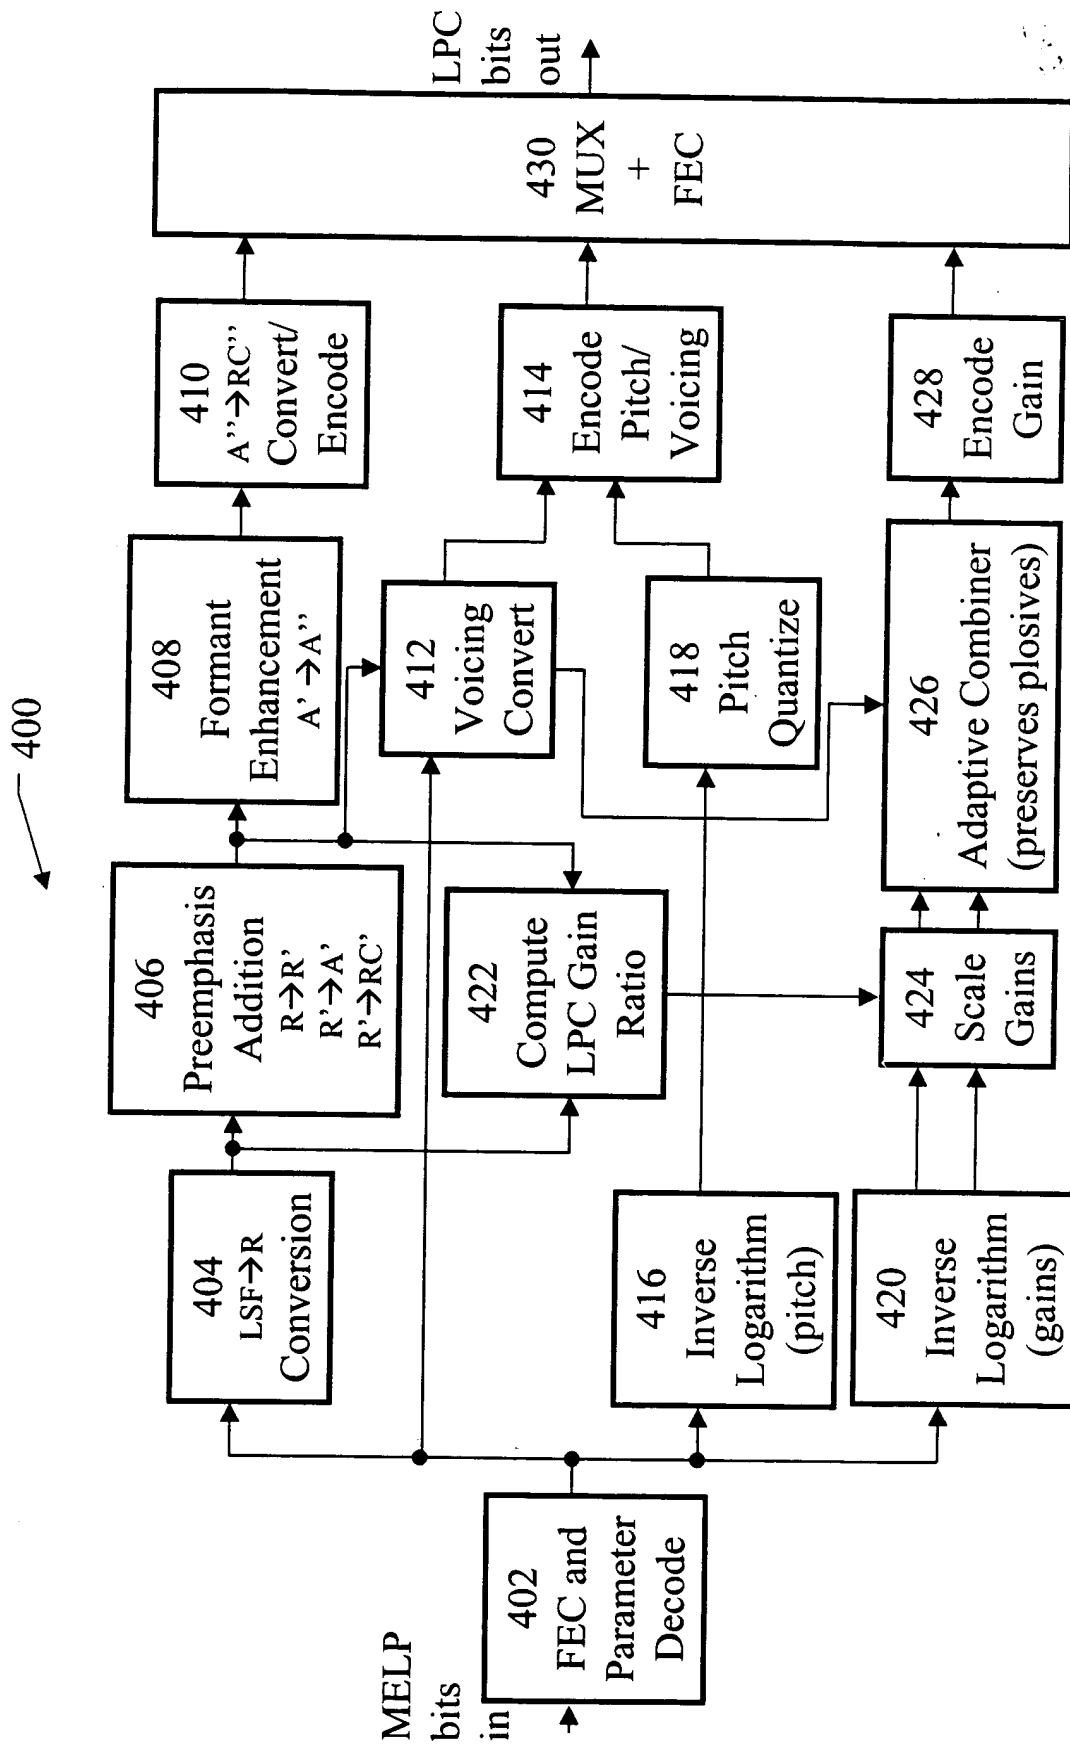 400
MELP
bits
in
402
FEC and
Parameter
Decode
404
LSF→R
Conversion
406
Preemphasis
Addition
R→R'
R'→A'
R'→RC'
408
Formant
Enhancement
A'→A''
410
A''→RC''
Convert/
Encode
412
Voicing
Convert
414
Encode
Pitch/
Voicing
416
Inverse
Logarithm
(pitch)
418
Pitch
Quantize
420
Inverse
Logarithm
(gains)
422
Compute
LPC Gain
Ratio
424
Scale
Gains
426
Adaptive Combiner
(preserves plosives)
428
Encode
Gain
430
MUX
+
FEC
LPC
bits
out